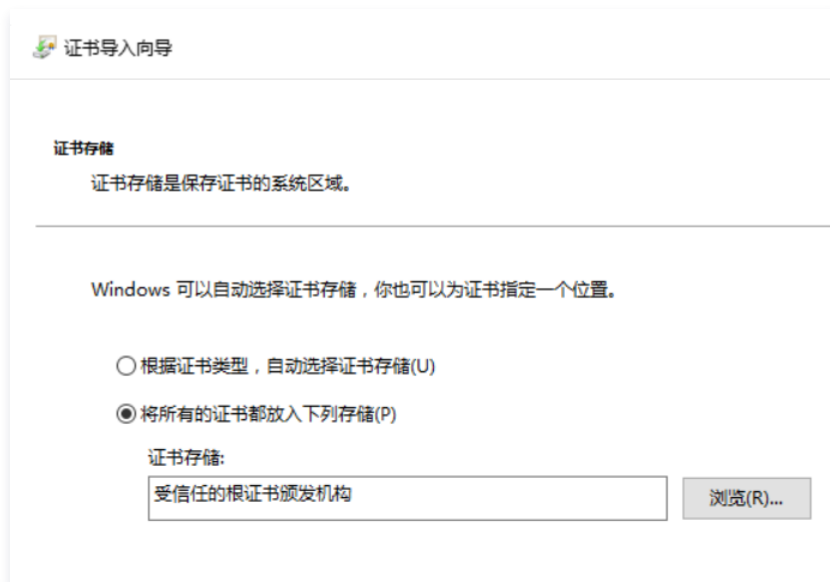 证书导入向导
证书存储
证书存储是保存证书的系统区域。
Windows 可以自动选择证书存储，你也可以为证书指定一个位置。
根据证书类型，自动选择证书存储(U)
将所有的证书都放入下列存储(P)
证书存储:
受信任的根证书颁发机构
浏览(R)...